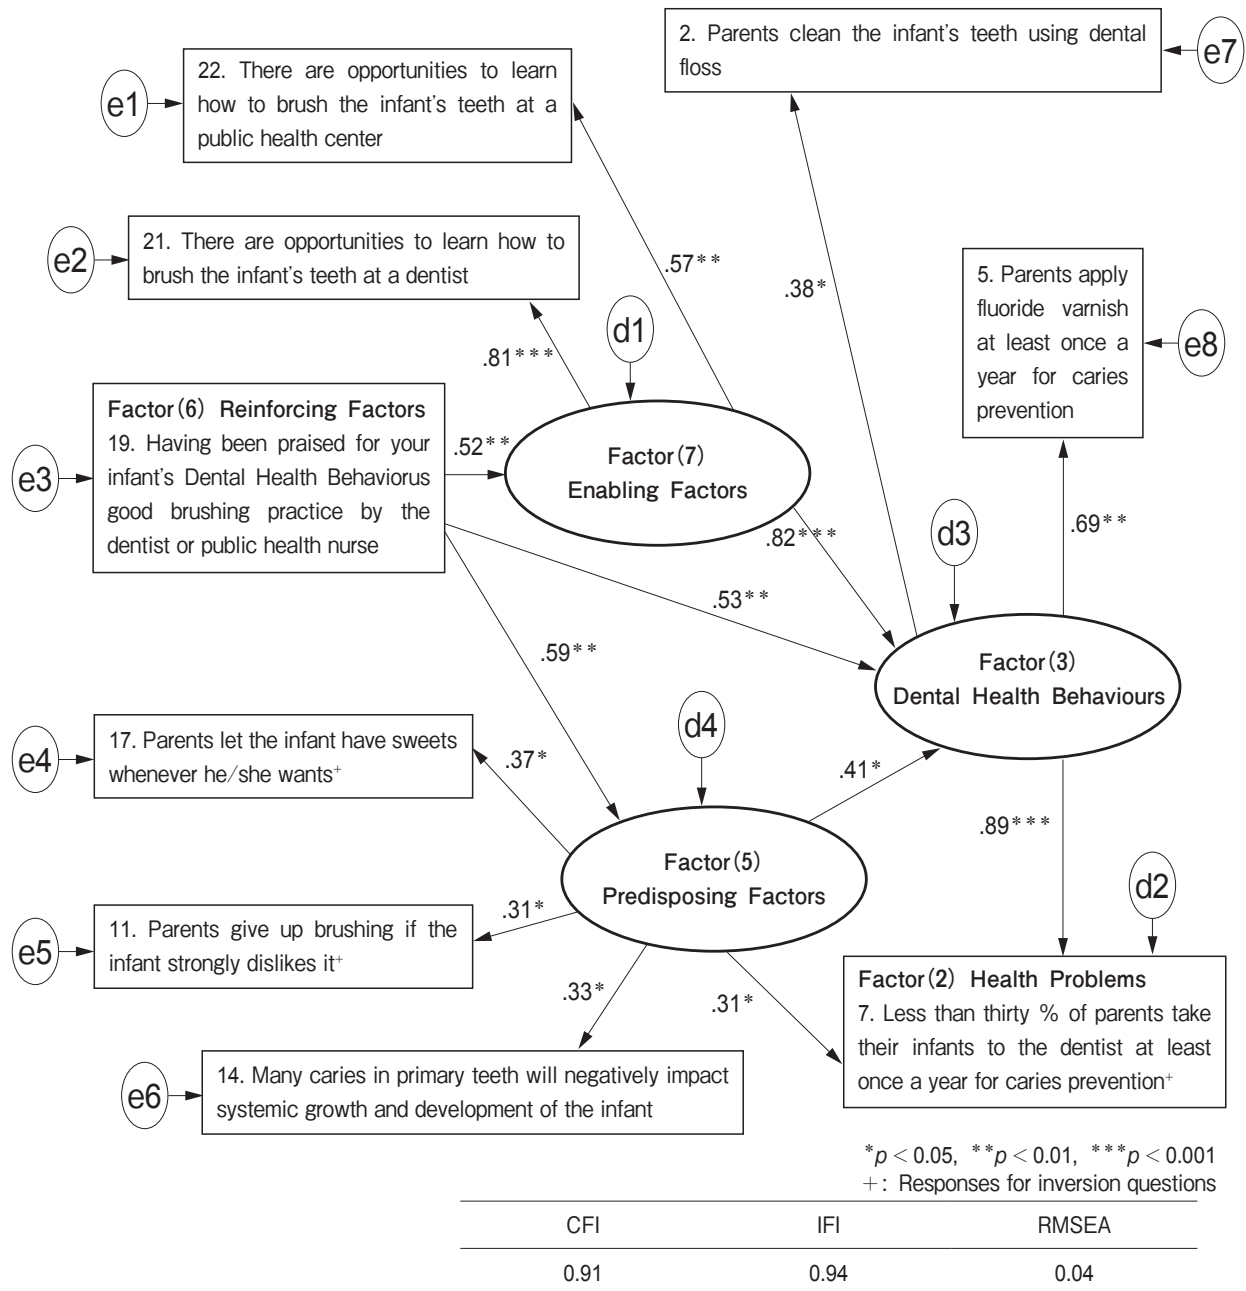 2. Parents clean the infant's teeth using dental
floss
e7
22. There are opportunities to learn
how to brush the infant's teeth at a
public health center
e1
21. There are opportunities to learn how to
brush the infant's teeth at a dentist
e2
.57**
.38*
5. Parents apply
fluoride varnish
at least once a
year for caries
prevention
e8
d1
.81***
Factor(6) Reinforcing Factors
19. Having been praised for your
infant's Dental Health Behaviorus
good brushing practice by the
dentist or public health nurse
e3
.52**
Factor(7)
Enabling Factors
.82***
d3
.69**
.53**
.59**
Factor(3)
Dental Health Behaviours
d4
17. Parents let the infant have sweets
whenever he/she wants+
e4
.37*
.41*
.89***
Factor(5)
Predisposing Factors
d2
11. Parents give up brushing if the
infant strongly dislikes it+
e5
.31*
.33*
.31*
Factor(2) Health Problems
7. Less than thirty % of parents take
their infants to the dentist at least
once a year for caries prevention+
14. Many caries in primary teeth will negatively impact
systemic growth and development of the infant
e6
*p < 0.05, **p < 0.01, ***p < 0.001
+: Responses for inversion questions
CFI IFI RMSEA
0.91 0.94 0.04